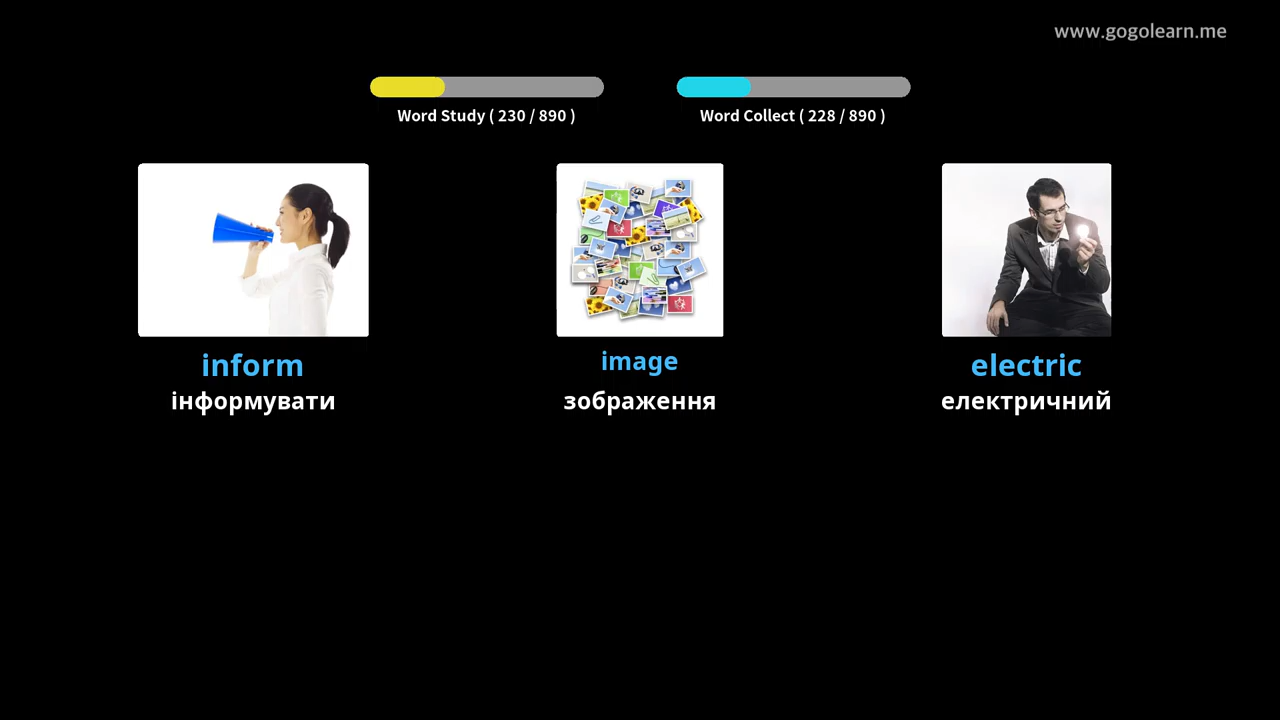 www.gogolearn.me
Word Study ( 230 / 890 )
Word Collect ( 228 / 890 )
inform
image
electric
інформувати
зображення
електричний